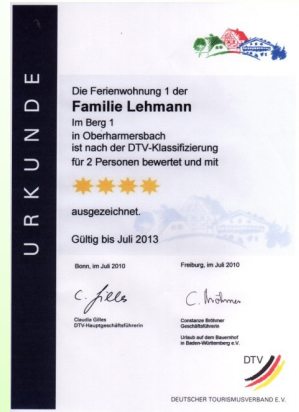 URKUNDE
Die Ferienwohnung 1 der
Familie Lehmann
Im Berg 1
in Oberharmersbach
ist nach der DTV-Klassifizierung
für 2 Personen bewertet und mit
ausgezeichnet.
Gültig bis Juli 2013
Bonn, im Juli 2010
Freiburg, im Juli 2010
C. Gilles
C. Bröhmer
Claudia Gilles
DTV-Hauptgeschäftsführerin
Constanze Bröhmer
Geschäftsführerin
Urlaub auf dem Bauernhof
in Baden-Württemberg e.V.
DTV
DEUTSCHER TOURISMUSVERBAND E.V.